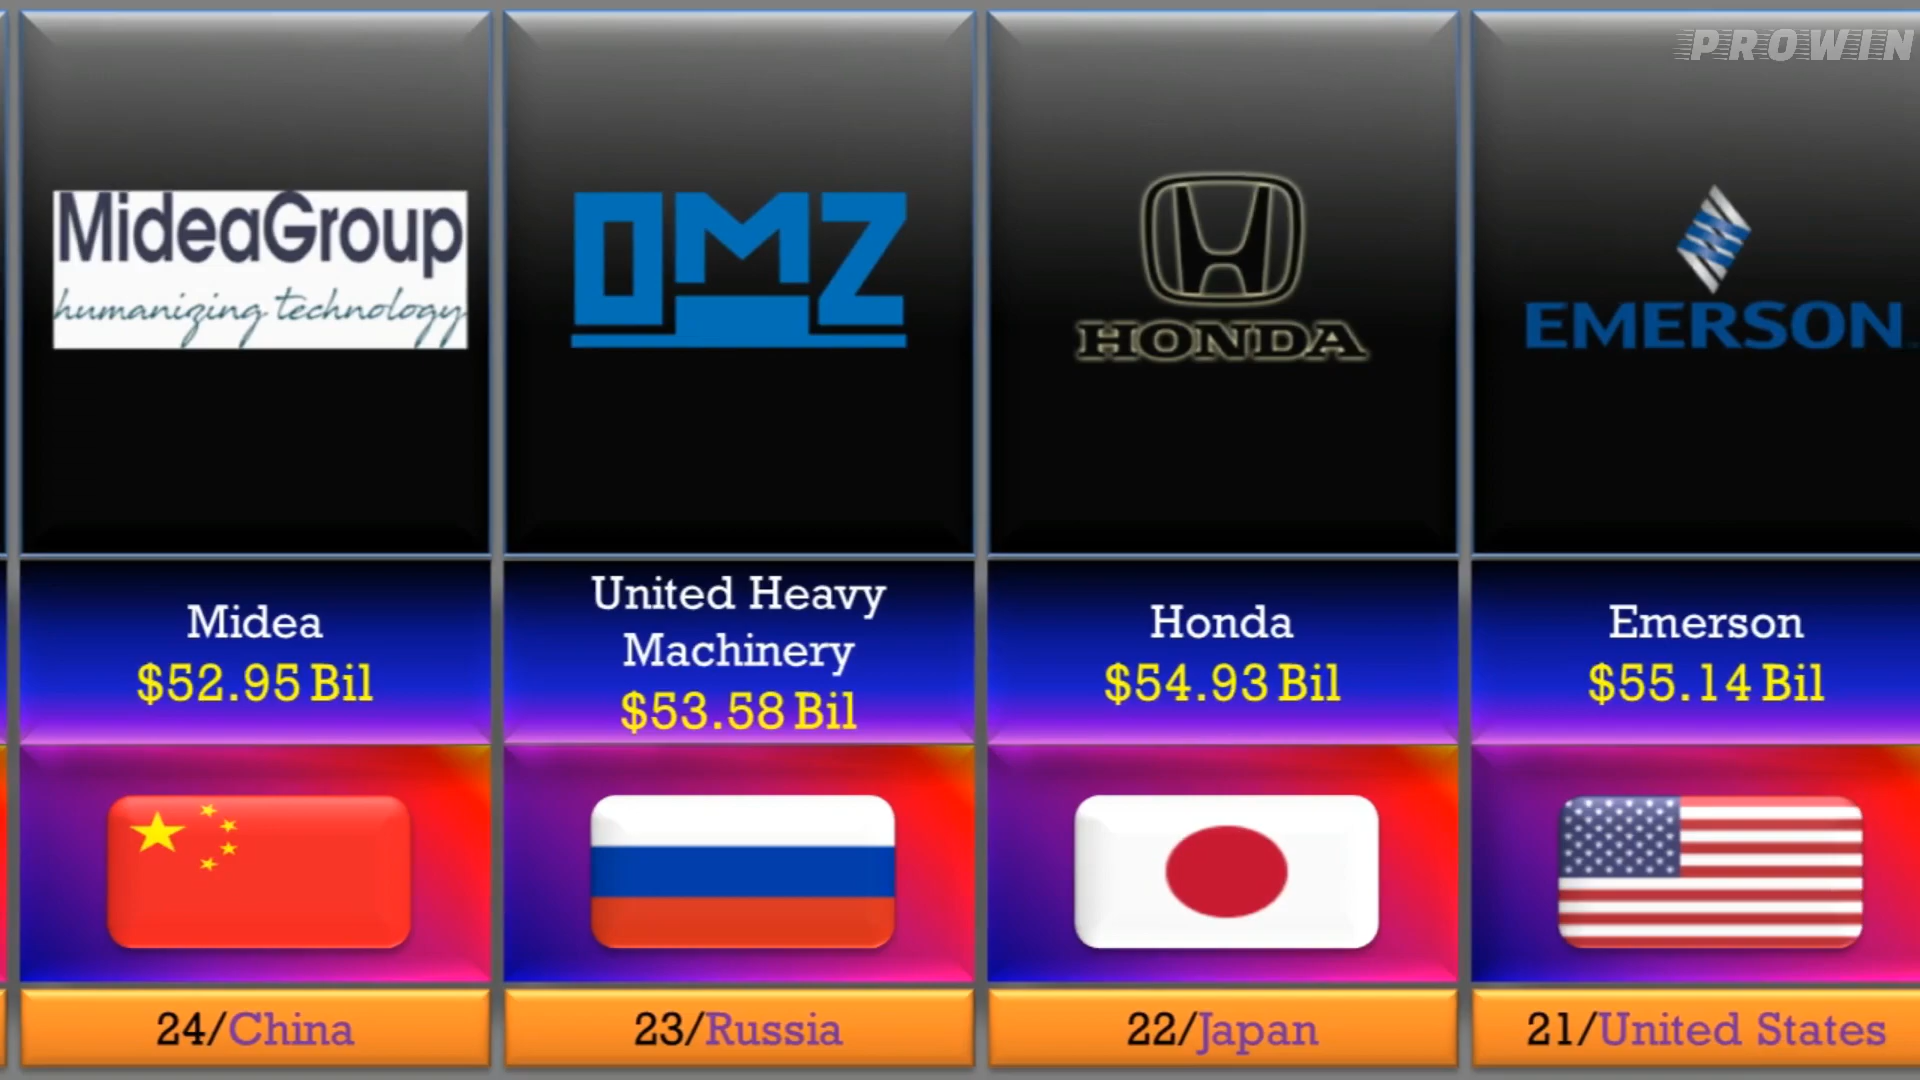 PROWIN
MideaGroup
humanizing technology
OMZ
HONDA
EMERSON
Midea
$52.95 Bil
United Heavy
Machinery
$53.58 Bil
Honda
$54.93 Bil
Emerson
$55.14 Bil
24/China
23/Russia
22/Japan
21/United States